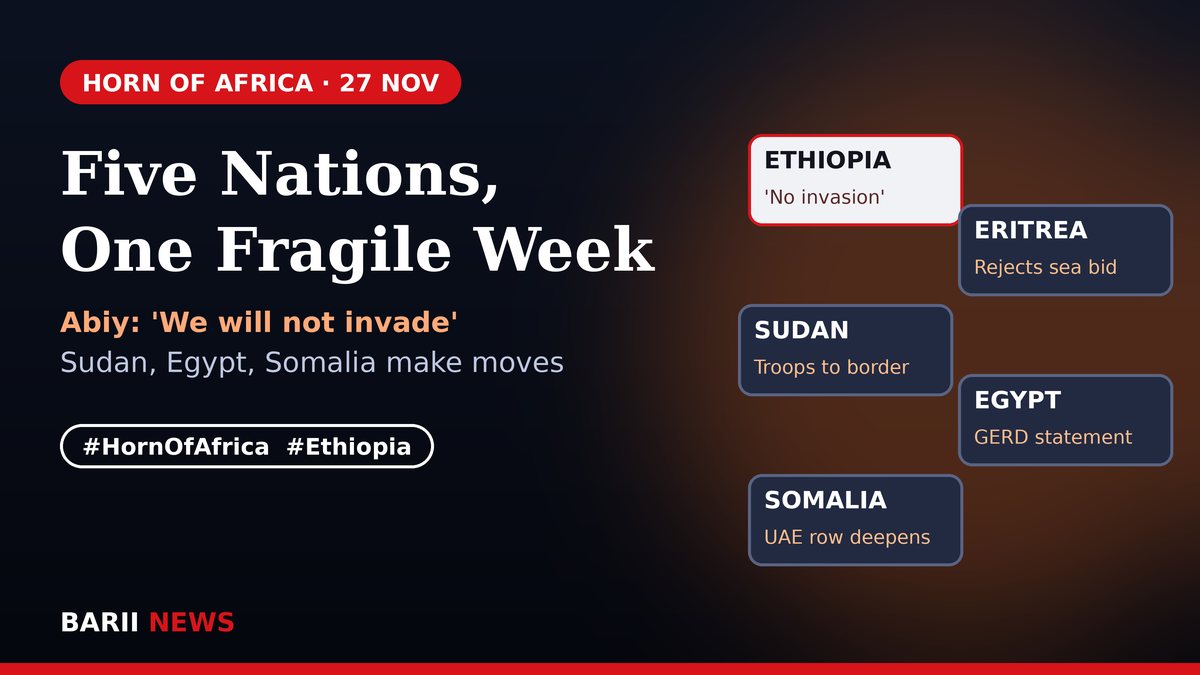 HORN OF AFRICA · 27 NOV
Five Nations,
One Fragile Week
Abiy: 'We will not invade'
Sudan, Egypt, Somalia make moves
#HornOfAfrica #Ethiopia
ETHIOPIA
'No invasion'
ERITREA
Rejects sea bid
SUDAN
Troops to border
EGYPT
GERD statement
SOMALIA
UAE row deepens
BARII NEWS